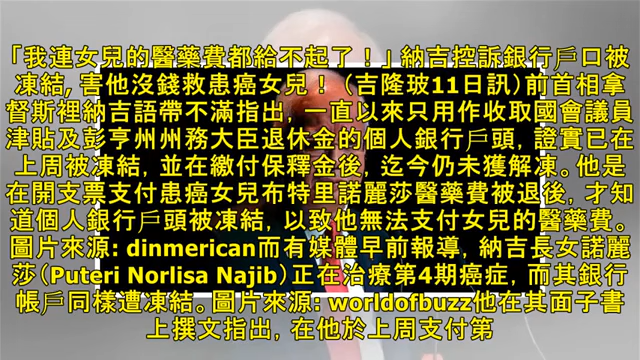 「我連女兒的醫藥費都給不起了！」納吉控訴銀行戶口被
凍結, 害他沒錢救患癌女兒！（吉隆玻11日訊）前首相拿
督斯裡納吉語帶不滿指出，一直以來只用作收取國會議員
津貼及彭亨州州務大臣退休金的個人銀行戶頭，證實已在
上周被凍結，並在繳付保釋金後，迄今仍未獲解凍。他是
在開支票支付患癌女兒布特里諾麗莎醫藥費被退後，才知
道個人銀行戶頭被凍結，以致他無法支付女兒的醫藥費。
圖片來源: dinmerican而有媒體早前報導，納吉長女諾麗
莎（Puteri Norlisa Najib）正在治療第4期癌症，而其銀行
帳戶同樣遭凍結。圖片來源: worldofbuzz他在其面子書
上撰文指出，在他於上周支付第